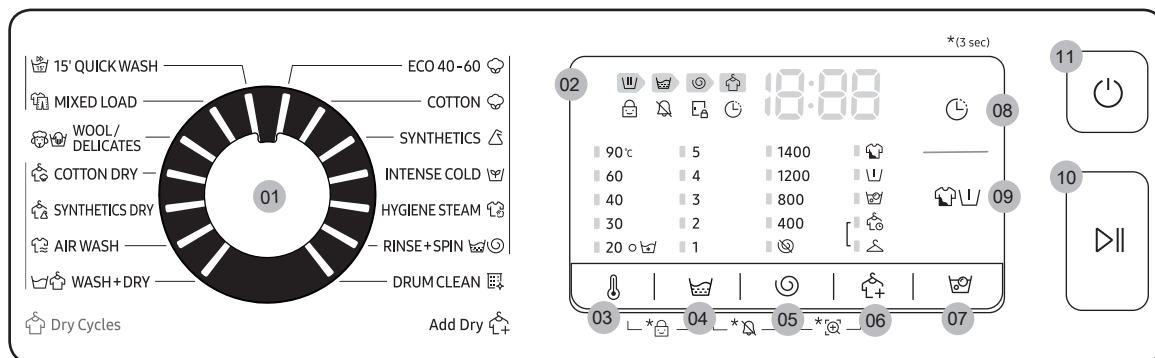 *(3 sec)
15' QUICK WASH
MIXED LOAD
WOOL/
DELICATES
COTTON DRY
SYNTHETICS DRY
AIR WASH
WASH+DRY
Dry Cycles
01
ECO 40-60
COTTON
SYNTHETICS
INTENSE COLD
HYGIENE STEAM
RINSE+SPIN
DRUM CLEAN
Add Dry
02
18:88
90℃ 5 1400
60 4 1200
40 3 800
30 2 400
20 1
03 * 04 * 05 * 06 07
08
09
10
11